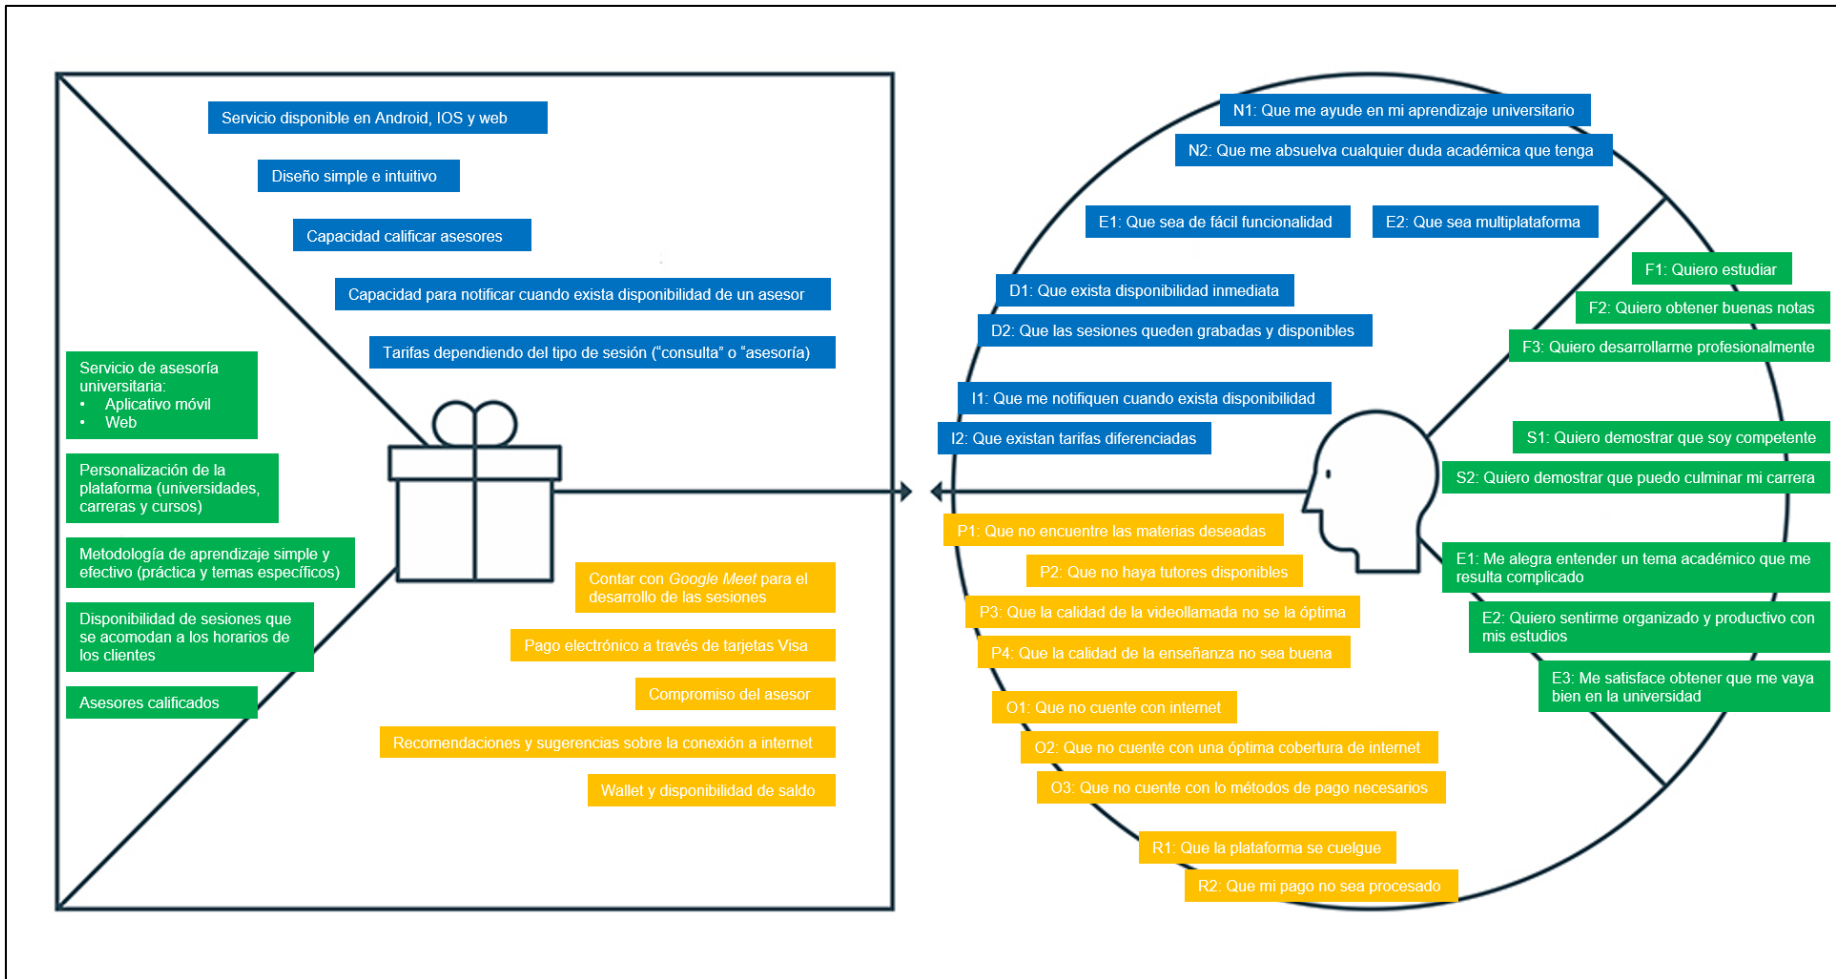 Servicio disponible en Android, IOS y web
Diseño simple e intuitivo
Capacidad calificar asesores
Capacidad para notificar cuando exista disponibilidad de un asesor
Tarifas dependiendo del tipo de sesión (“consulta” o “asesoría)
Servicio de asesoría
universitaria:
• Aplicativo móvil
• Web
Personalización de la
plataforma (universidades,
carreras y cursos)
Metodología de aprendizaje simple y
efectivo (práctica y temas específicos)
Disponibilidad de sesiones que
se acomodan a los horarios de
los clientes
Asesores calificados
Contar con Google Meet para el
desarrollo de las sesiones
Pago electrónico a través de tarjetas Visa
Compromiso del asesor
Recomendaciones y sugerencias sobre la conexión a internet
Wallet y disponibilidad de saldo
N1: Que me ayude en mi aprendizaje universitario
N2: Que me absuelva cualquier duda académica que tenga
E1: Que sea de fácil funcionalidad
E2: Que sea multiplataforma
D1: Que exista disponibilidad inmediata
D2: Que las sesiones queden grabadas y disponibles
I1: Que me notifiquen cuando exista disponibilidad
I2: Que existan tarifas diferenciadas
F1: Quiero estudiar
F2: Quiero obtener buenas notas
F3: Quiero desarrollarme profesionalmente
S1: Quiero demostrar que soy competente
S2: Quiero demostrar que puedo culminar mi carrera
E1: Me alegra entender un tema académico que me
resulta complicado
E2: Quiero sentirme organizado y productivo con
mis estudios
E3: Me satisface obtener que me vaya
bien en la universidad
P1: Que no encuentre las materias deseadas
P2: Que no haya tutores disponibles
P3: Que la calidad de la videollamada no se la óptima
P4: Que la calidad de la enseñanza no sea buena
O1: Que no cuente con internet
O2: Que no cuente con una óptima cobertura de internet
O3: Que no cuente con lo métodos de pago necesarios
R1: Que la plataforma se cuelgue
R2: Que mi pago no sea procesado